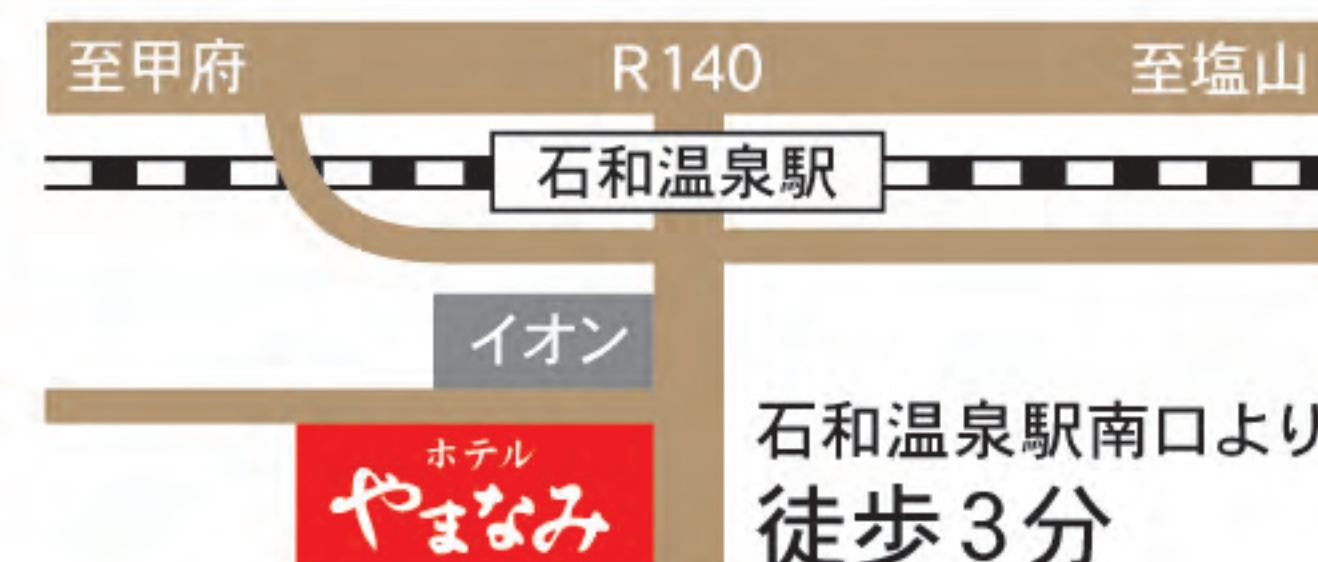 至甲府
R140
至塩山
石和温泉駅
イオン
ホテル
やまなみ
石和温泉駅南口より
徒歩3分